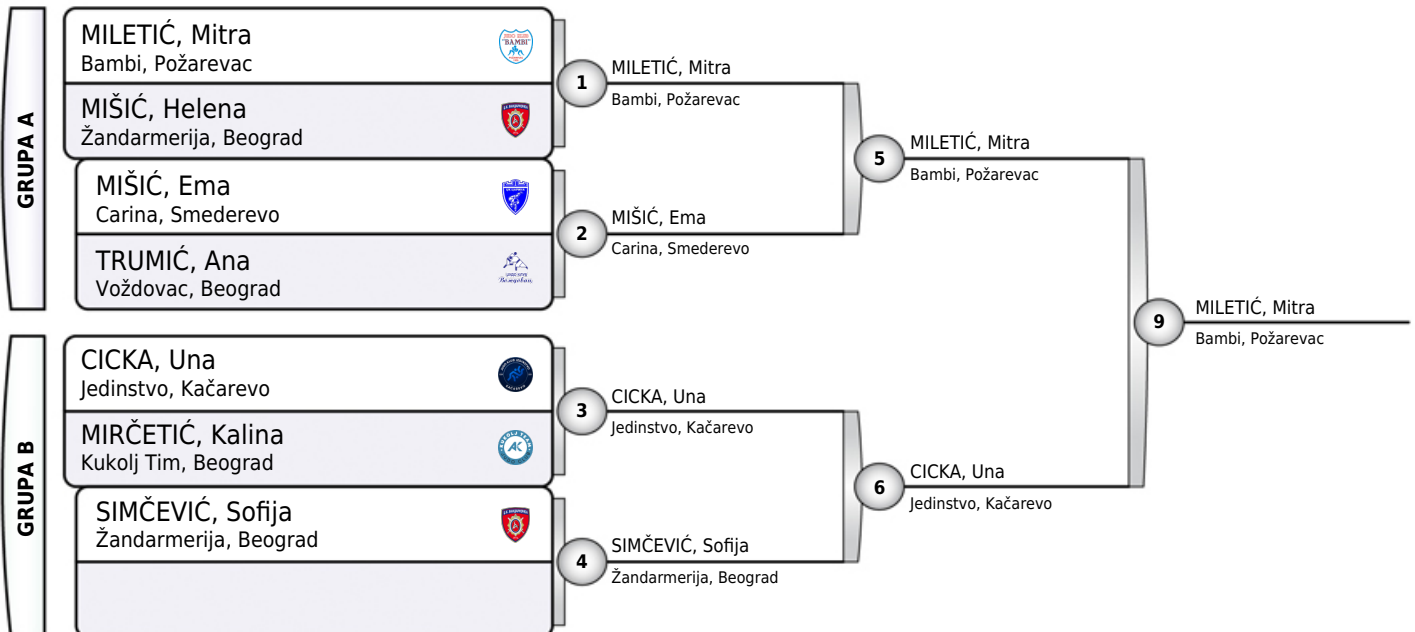 GRUPA A
MILETIĆ, Mitra
Bambi, Požarevac
"BAMBI"
MIŠIĆ, Helena
Žandarmerija, Beograd
MIŠIĆ, Ema
Carina, Smederevo
TRUMIĆ, Ana
Voždovac, Beograd
1
MILETIĆ, Mitra
Bambi, Požarevac
2
MIŠIĆ, Ema
Carina, Smederevo
5
MILETIĆ, Mitra
Bambi, Požarevac
GRUPA B
CICKA, Una
Jedinstvo, Kačarevo
MIRČETIĆ, Kalina
Kukolj Tim, Beograd
AK
SIMČEVIĆ, Sofija
Žandarmerija, Beograd
3
CICKA, Una
Jedinstvo, Kačarevo
4
SIMČEVIĆ, Sofija
Žandarmerija, Beograd
6
CICKA, Una
Jedinstvo, Kačarevo
9
MILETIĆ, Mitra
Bambi, Požarevac